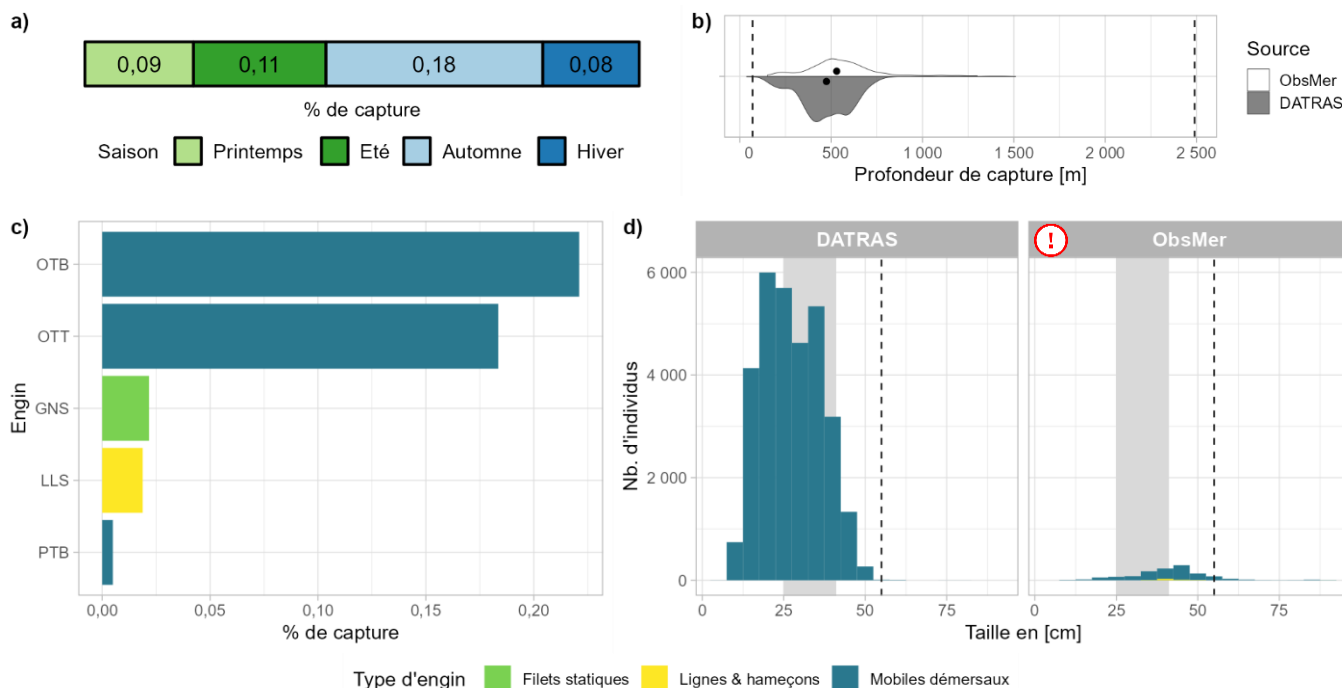 a)
0,09 0,11 0,18 0,08
% de capture
Saison Printemps Eté Automne Hiver
b)
0 500 1 000 1 500 2 000 2 500
Profondeur de capture [m]
Source
ObsMer
DATRAS
c)
Engin
OTB
OTT
GNS
LLS
PTB
0,00 0,05 0,10 0,15 0,20
% de capture
d)
DATRAS
! ObsMer
Nb. d'individus
6 000
4 000
2 000
0
0 25 50 75 0 25 50 75
Taille en [cm]
Type d'engin Filets statiques Lignes & hameçons Mobiles démersaux